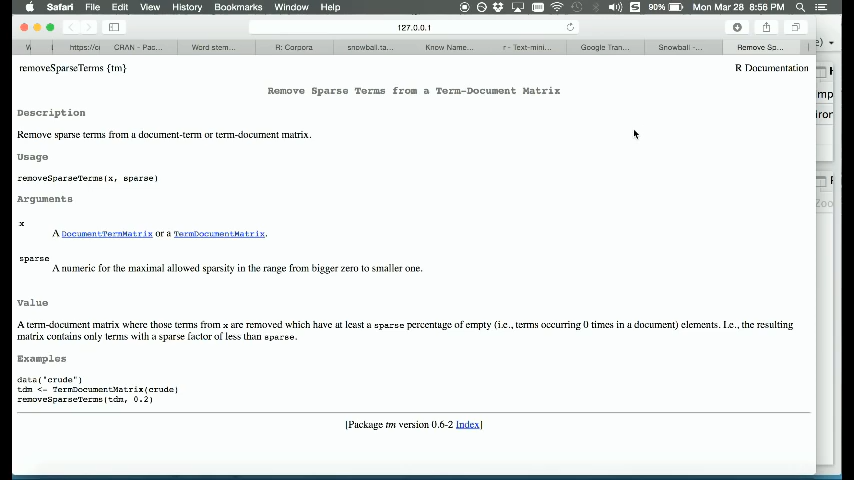 Safari File Edit View History Bookmarks Window Help 90% Mon Mar 28 8:56 PM
127.0.0.1
https://ci CRAN - Pac... Word stem... R: Corpora snowball.ta... Know Name... r - Text-mini... Google Tran... Snowball -... Remove Sp...
removeSparseTerms {tm} R Documentation
Remove Sparse Terms from a Term-Document Matrix
Description
Remove sparse terms from a document-term or term-document matrix.
Usage
removeSparseTerms(x, sparse)
Arguments
x
A DocumentTermMatrix or a TermDocumentMatrix.
sparse
A numeric for the maximal allowed sparsity in the range from bigger zero to smaller one.
Value
A term-document matrix where those terms from x are removed which have at least a sparse percentage of empty (i.e., terms occurring 0 times in a document) elements. I.e., the resulting
matrix contains only terms with a sparse factor of less than sparse.
Examples
data("crude")
tdm <- TermDocumentMatrix(crude)
removeSparseTerms(tdm, 0.2)
[Package tm version 0.6-2 Index]